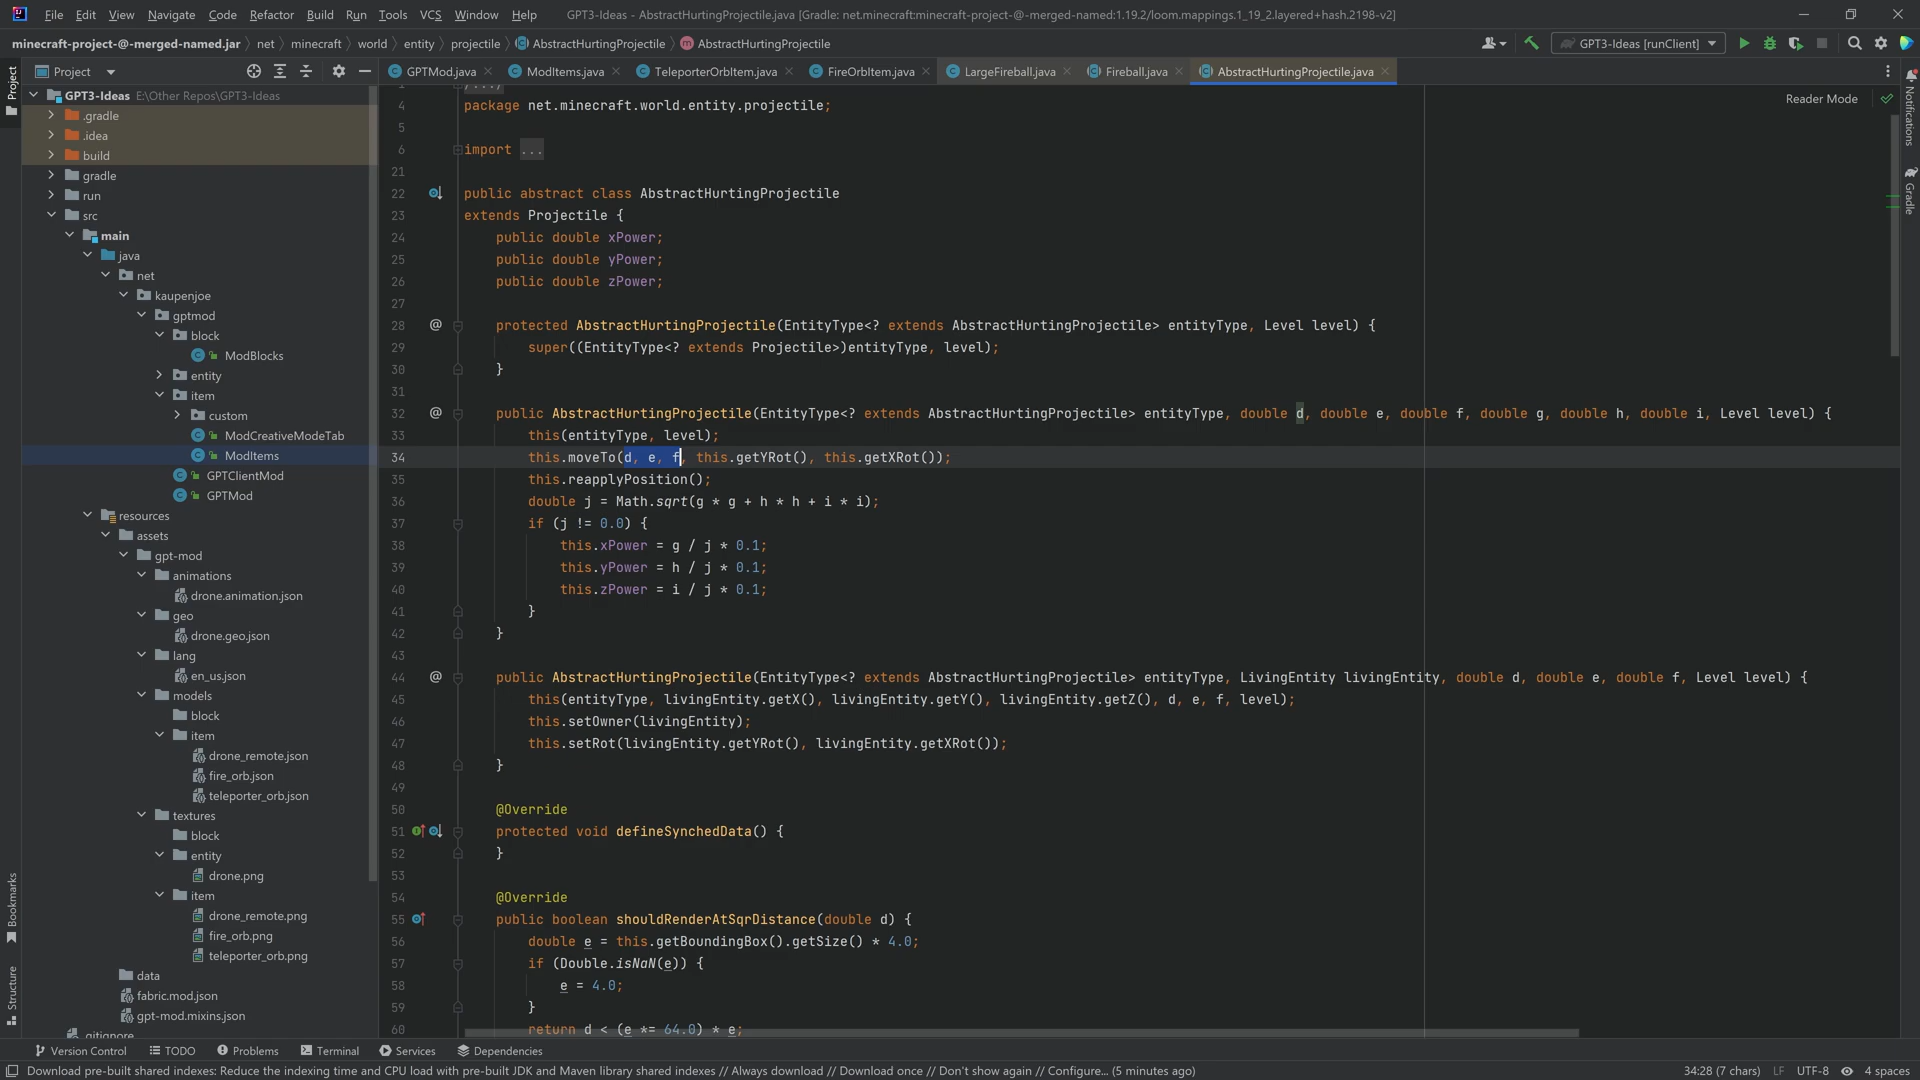 File Edit View Navigate Code Refactor Build Run Tools VCS Window Help GPT3-Ideas - AbstractHurtingProjectile.java [Gradle: net.minecraft:minecraft-project-@-merged-named:1.19.2/loom.mappings.1_19_2.layered+hash.2198-v2]
minecraft-project-@-merged-named.jar net minecraft world entity projectile AbstractHurtingProjectile AbstractHurtingProjectile GPT3-Ideas [runClient]
Project GPTMod.java ModItems.java TeleporterOrbItem.java FireOrbItem.java LargeFireball.java Fireball.java AbstractHurtingProjectile.java
Project
Notifications
Gradle
Bookmarks
Structure
Reader Mode
GPT3-Ideas E:\Other Repos\GPT3-Ideas
.gradle
.idea
build
gradle
run
src
main
java
net
kaupenjoe
gptmod
block
ModBlocks
entity
item
custom
ModCreativeModeTab
ModItems
GPTClientMod
GPTMod
resources
assets
gpt-mod
animations
drone.animation.json
geo
drone.geo.json
lang
en_us.json
models
block
item
drone_remote.json
fire_orb.json
teleporter_orb.json
textures
block
entity
drone.png
item
drone_remote.png
fire_orb.png
teleporter_orb.png
data
fabric.mod.json
gpt-mod.mixins.json
.gitignore
/.../
4 package net.minecraft.world.entity.projectile;
5
6 import ...
21
22 public abstract class AbstractHurtingProjectile
23 extends Projectile {
24 public double xPower;
25 public double yPower;
26 public double zPower;
27
28 @ protected AbstractHurtingProjectile(EntityType<? extends AbstractHurtingProjectile> entityType, Level level) {
29 super((EntityType<? extends Projectile>)entityType, level);
30 }
31
32 @ public AbstractHurtingProjectile(EntityType<? extends AbstractHurtingProjectile> entityType, double d, double e, double f, double g, double h, double i, Level level) {
33 this(entityType, level);
34 this.moveTo(d, e, f, this.getYRot(), this.getXRot());
35 this.reapplyPosition();
36 double j = Math.sqrt(g * g + h * h + i * i);
37 if (j != 0.0) {
38 this.xPower = g / j * 0.1;
39 this.yPower = h / j * 0.1;
40 this.zPower = i / j * 0.1;
41 }
42 }
43
44 @ public AbstractHurtingProjectile(EntityType<? extends AbstractHurtingProjectile> entityType, LivingEntity livingEntity, double d, double e, double f, Level level) {
45 this(entityType, livingEntity.getX(), livingEntity.getY(), livingEntity.getZ(), d, e, f, level);
46 this.setOwner(livingEntity);
47 this.setRot(livingEntity.getYRot(), livingEntity.getXRot());
48 }
49
50 @Override
51 protected void defineSynchedData() {
52 }
53
54 @Override
55 public boolean shouldRenderAtSqrDistance(double d) {
56 double e = this.getBoundingBox().getSize() * 4.0;
57 if (Double.isNaN(e)) {
58 e = 4.0;
59 }
60 return d < (e *= 64.0) * e;
Version Control TODO Problems Terminal Services Dependencies
Download pre-built shared indexes: Reduce the indexing time and CPU load with pre-built JDK and Maven library shared indexes // Always download // Download once // Don't show again // Configure... (5 minutes ago) 34:28 (7 chars) LF UTF-8 4 spaces